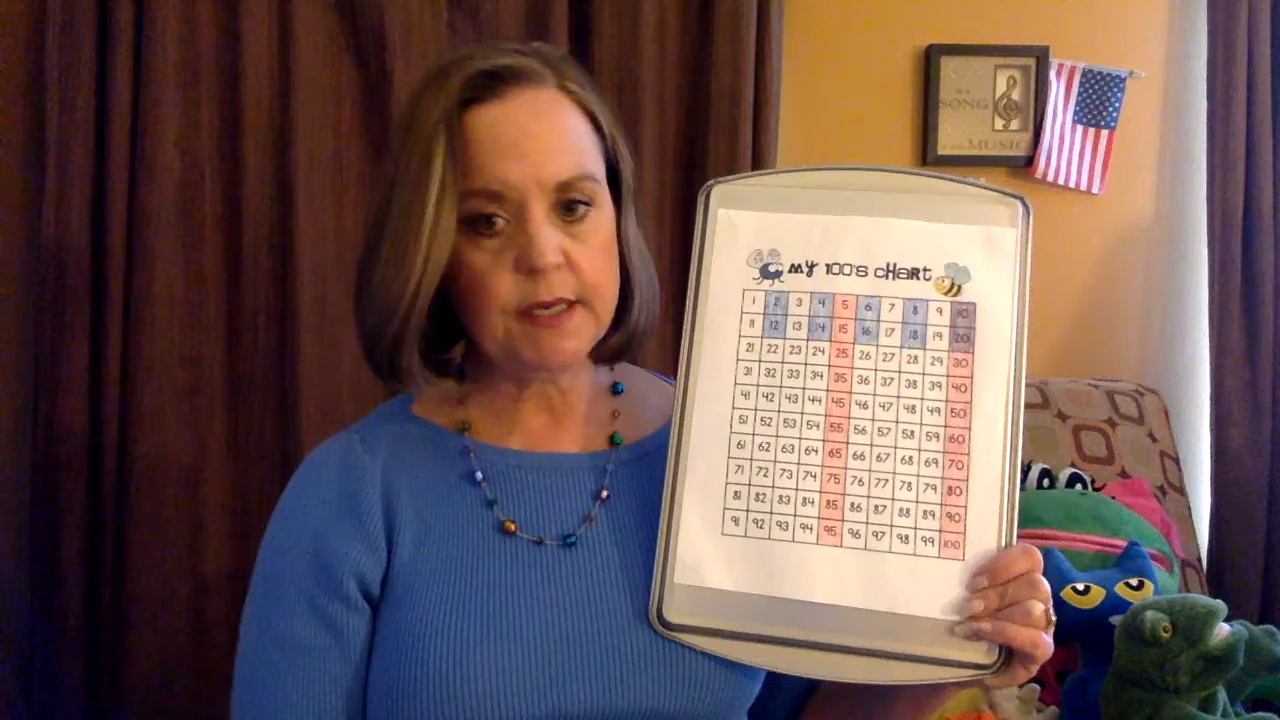 SONG
MUSIC
MY 100'S CHART
1 2 3 4 5 6 7 8 9 10
11 12 13 14 15 16 17 18 19 20
21 22 23 24 25 26 27 28 29 30
31 32 33 34 35 36 37 38 39 40
41 42 43 44 45 46 47 48 49 50
51 52 53 54 55 56 57 58 59 60
61 62 63 64 65 66 67 68 69 70
71 72 73 74 75 76 77 78 79 80
81 82 83 84 85 86 87 88 89 90
91 92 93 94 95 96 97 98 99 100